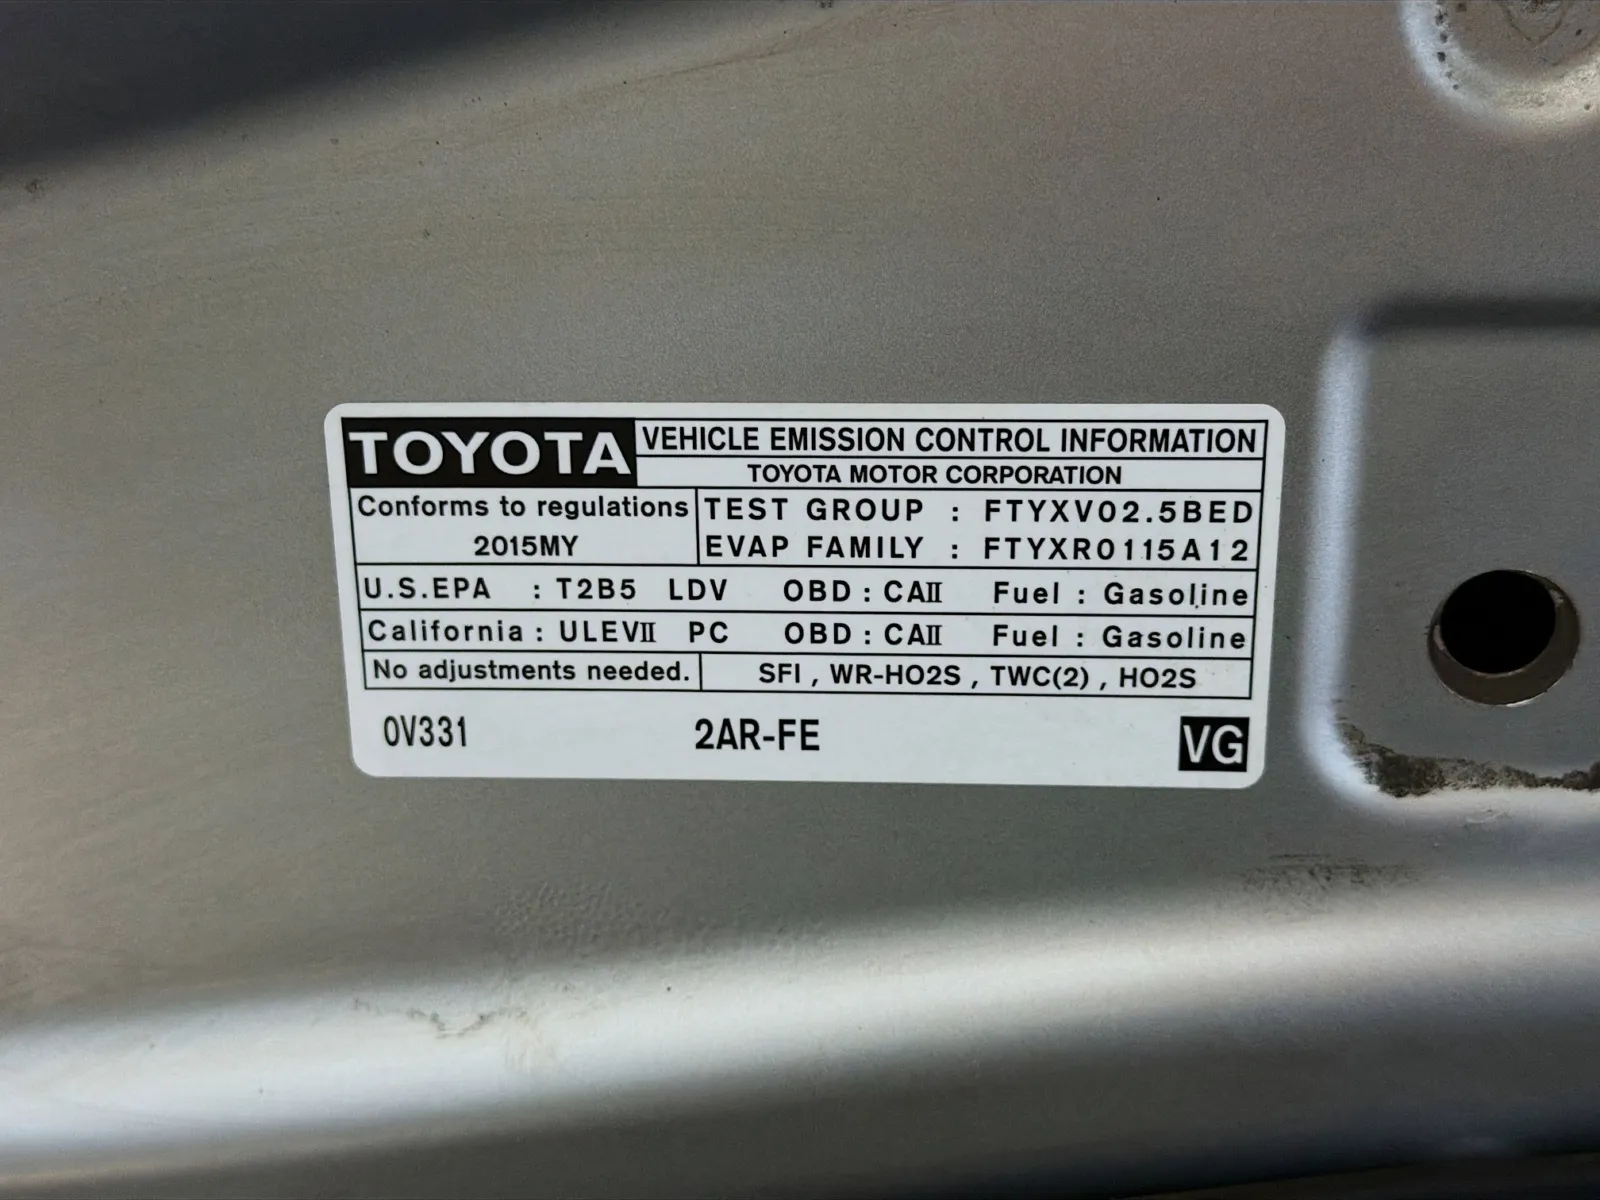 TOYOTA VEHICLE EMISSION CONTROL INFORMATION
TOYOTA MOTOR CORPORATION
Conforms to regulations
2015MY
TEST GROUP : FTYXV02.5BED
EVAP FAMILY : FTYXR0115A12
U.S.EPA : T2B5 LDV OBD : CAII Fuel : Gasoline
California : ULEVII PC OBD : CAII Fuel : Gasoline
No adjustments needed. SFI , WR-HO2S , TWC(2) , HO2S
0V331 2AR-FE VG